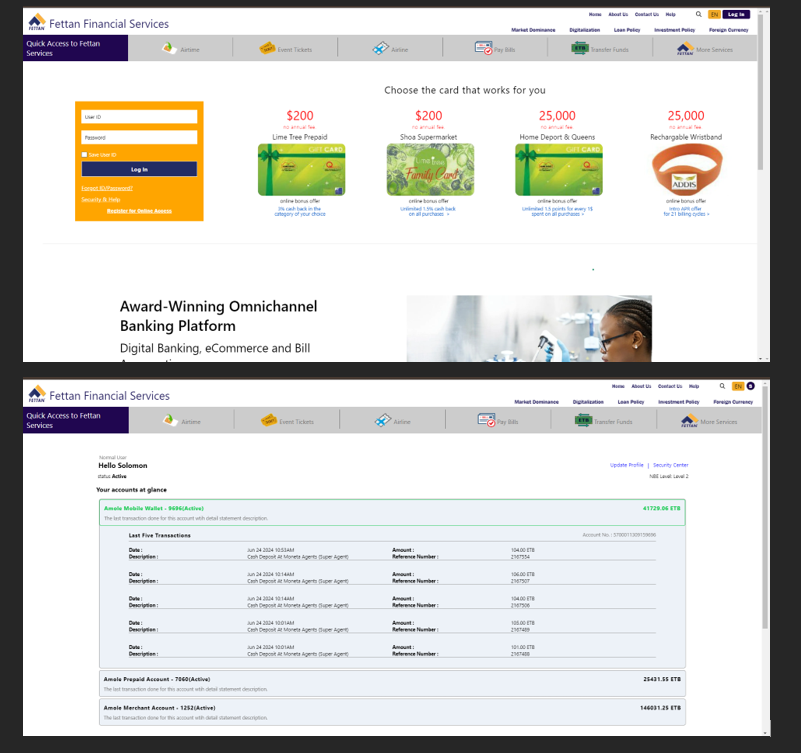 FETTAN
Fettan Financial Services
Home About Us Contact Us Help EN Log In
Market Dominance Digitalization Loan Policy Investment Policy Foreign Currency
Quick Access to Fettan
Services
Airtime
Event Tickets
Airline
Pay Bills
ETB
Transfer Funds
FETTAN
More Services
Choose the card that works for you
User ID
Password
Save User ID
Log In
Forgot ID/Password?
Security & Help
Register for Online Access
$200
no annual fee
Lime Tree Prepaid
GIFT CARD
online bonus offer
3% cash back in the
category of your choice
$200
no annual fee
Shoa Supermarket
Lime tree
Family Card
online bonus offer
Unlimited 1.5% cash back
on all purchases >
25,000
no annual fee
Home Deport & Queens
GIFT CARD
online bonus offer
Unlimited 1.5 points for every 1$
spent on all purchases >
25,000
no annual fee
Rechargable Wristband
ADDIS
online bonus offer
Intro APR offer
for 21 billing cycles >
Award-Winning Omnichannel
Banking Platform
Digital Banking, eCommerce and Bill
FETTAN
Fettan Financial Services
Home About Us Contact Us Help EN
Market Dominance Digitalization Loan Policy Investment Policy Foreign Currency
Quick Access to Fettan
Services
Airtime
Event Tickets
Airline
Pay Bills
ETB
Transfer Funds
FETTAN
More Services
Normal User
Hello Solomon
Update Profile | Security Center
status Active
NBE Level: Level 2
Your accounts at glance
Amole Mobile Wallet - 9696(Active) 41729.06 ETB
The last transaction done for this account with detail statement description.
Last Five Transactions
Date : Jun 24 2024 10:53AM Amount : 104.00 ETB
Description : Cash Deposit At Moneta Agents (Super Agent) Reference Number : 2167554
Date : Jun 24 2024 10:14AM Amount : 106.00 ETB
Description : Cash Deposit At Moneta Agents (Super Agent) Reference Number : 2167507
Date : Jun 24 2024 10:14AM Amount : 104.00 ETB
Description : Cash Deposit At Moneta Agents (Super Agent) Reference Number : 2167506
Date : Jun 24 2024 10:01AM Amount : 105.00 ETB
Description : Cash Deposit At Moneta Agents (Super Agent) Reference Number : 2167489
Date : Jun 24 2024 10:01AM Amount : 101.00 ETB
Description : Cash Deposit At Moneta Agents (Super Agent) Reference Number : 2167488
Amole Prepaid Account - 7060(Active) 25431.55 ETB
The last transaction done for this account with detail statement description.
Amole Merchant Account - 1252(Active) 146031.25 ETB
The last transaction done for this account with detail statement description.